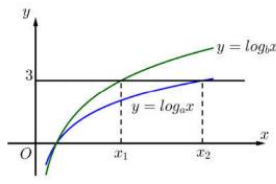 y
y = log_b x
3
y = log_a x
O
x_1
x_2
x